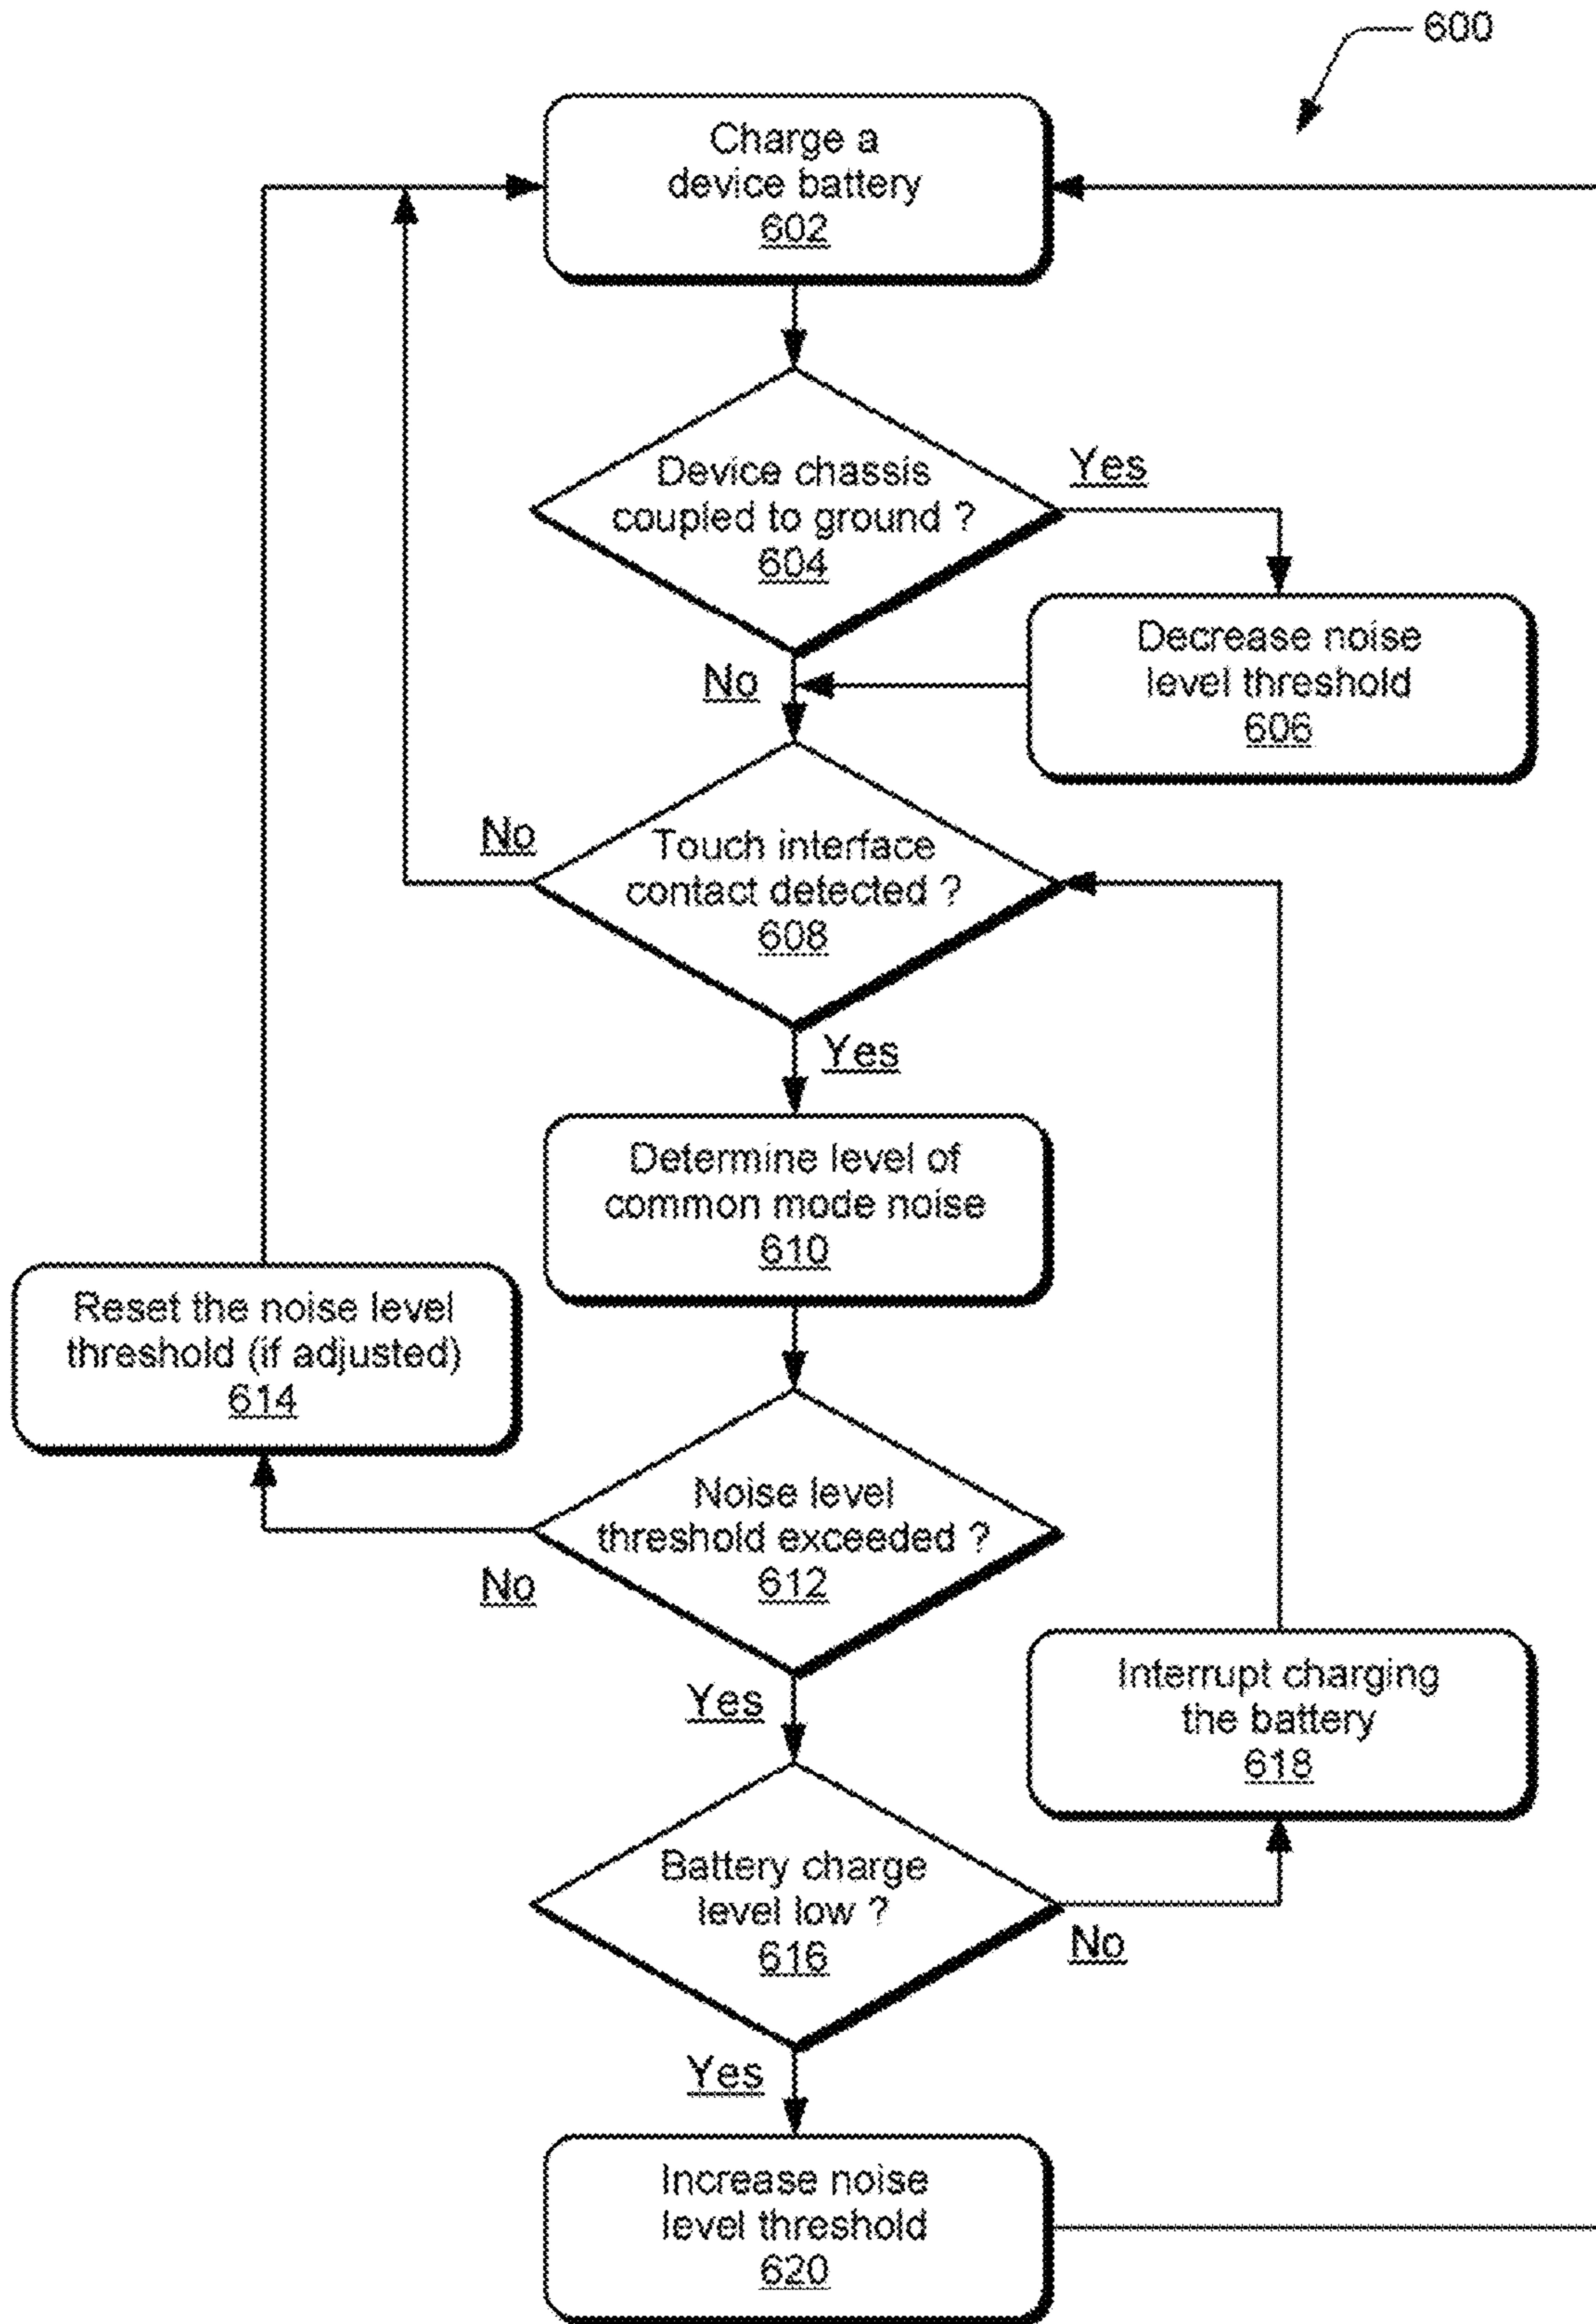 600
Charge a
device battery
602
Device chassis
coupled to ground ?
604
Yes
No
Decrease noise
level threshold
606
No
Touch interface
contact detected ?
608
Yes
Determine level of
common mode noise
610
Reset the noise level
threshold (if adjusted)
614
Noise level
threshold exceeded ?
612
No
Yes
Interrupt charging
the battery
618
Battery charge
level low ?
616
No
Yes
Increase noise
level threshold
620